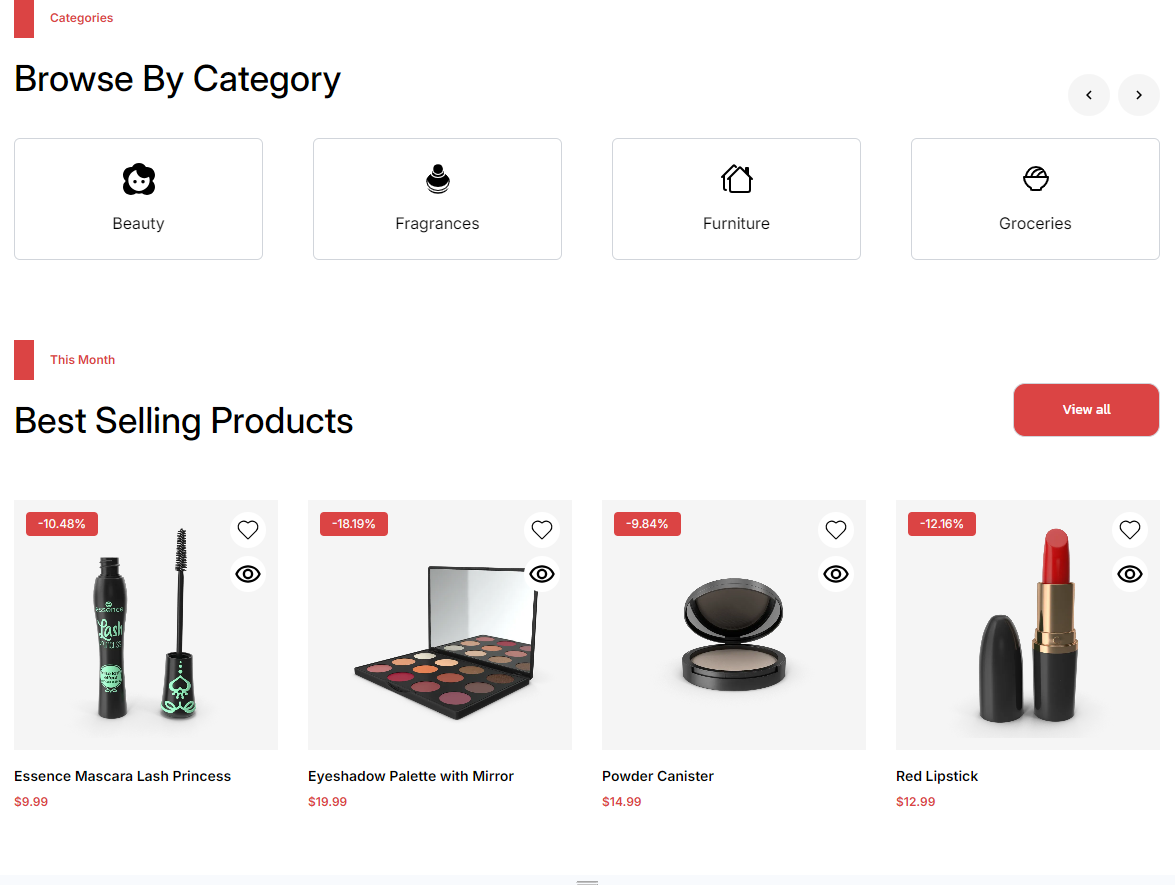 Categories
Browse By Category
Beauty
Fragrances
Furniture
Groceries
This Month
Best Selling Products
View all
-10.48%
-18.19%
-9.84%
-12.16%
essence
Lash
Essence Mascara Lash Princess
Eyeshadow Palette with Mirror
Powder Canister
Red Lipstick
$9.99
$19.99
$14.99
$12.99